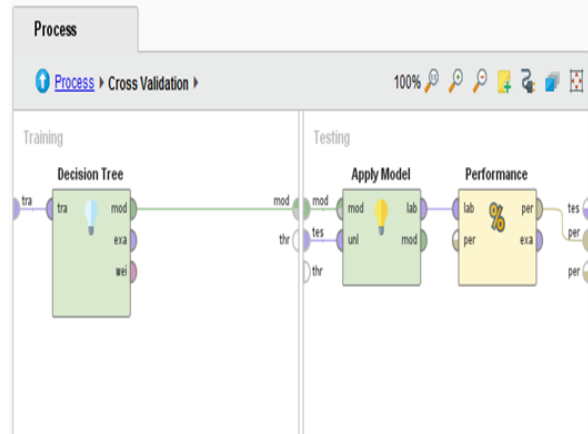 Process
Process Cross Validation
100%
Training
Testing
Decision Tree
Apply Model
Performance
tra
tra
mod
mod
mod
mod
lab
lab
per
tes
exa
thr
tes
unl
mod
per
exa
per
wei
thr
per